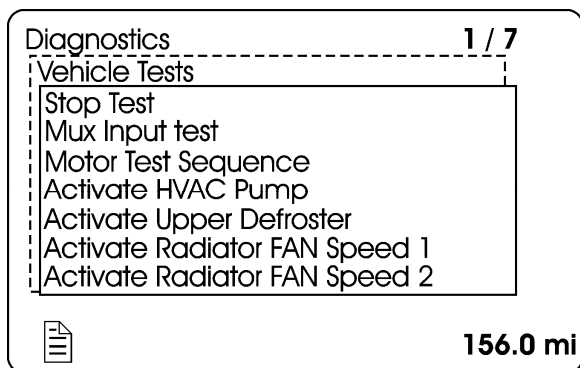 Diagnostics 1 / 7
Vehicle Tests
Stop Test
Mux Input test
Motor Test Sequence
Activate HVAC Pump
Activate Upper Defroster
Activate Radiator FAN Speed 1
Activate Radiator FAN Speed 2
156.0 mi